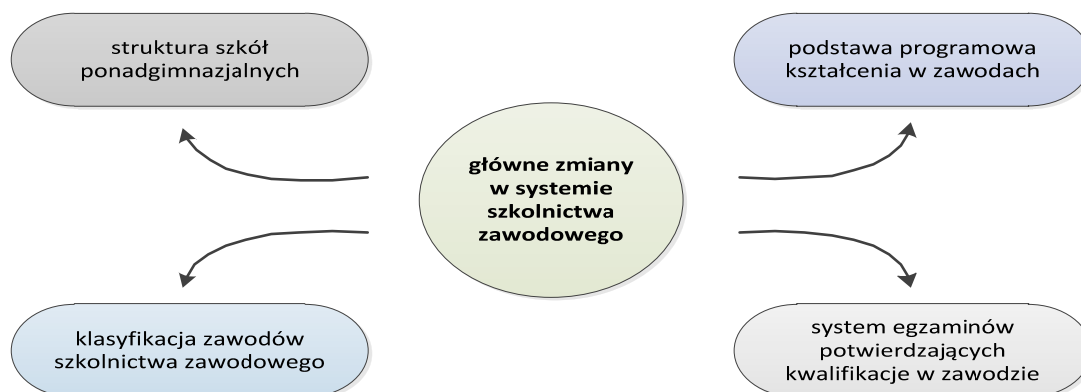 struktura szkół
ponadgimnazjalnych
podstawa programowa
kształcenia w zawodach
główne zmiany
w systemie
szkolnictwa
zawodowego
klasyfikacja zawodów
szkolnictwa zawodowego
system egzaminów
potwierdzających
kwalifikacje w zawodzie